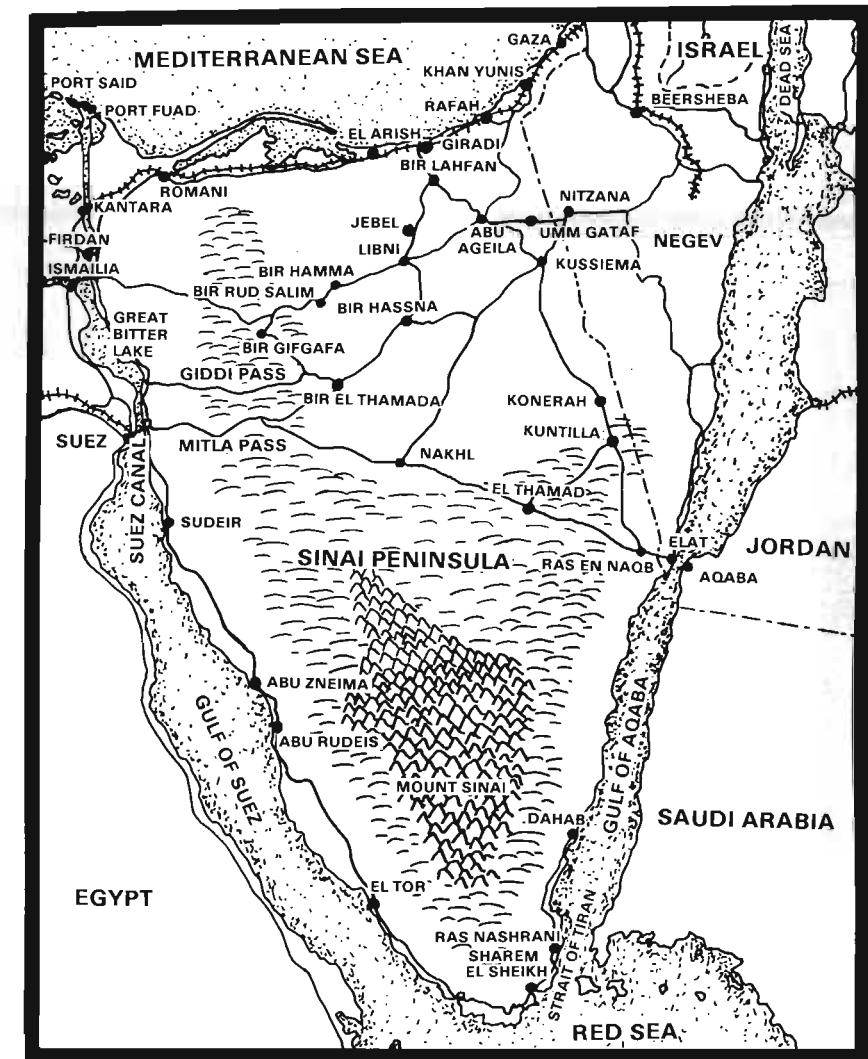 GAZA
ISRAEL
MEDITERRANEAN SEA
DEAD SEA
KHAN YUNIS
PORT SAID
BEERSHEBA
PORT FUAD
RAFAH
EL ARISH
GIRADI
BIR LAHFAN
ROMANI
NITZANA
KANTARA
JEBEL
LIBNI
ABU
AGEILA
UMM GATAF
FIRDAN
NEGEV
ISMAILIA
BIR HAMMA
KUSSIEMA
BIR RUD SALIM
BIR HASSNA
GREAT
BITTER
LAKE
BIR GIFGAFA
GIDDI PASS
BIR EL THAMADA
KONERAH
KUNTILLA
SUEZ
MITLA PASS
NAKHL
SUEZ CANAL
EL THAMAD
SUDEIR
ELAT
JORDAN
SINAI PENINSULA
RAS EN NAQB
AQABA
ABU ZNEIMA
GULF OF SUEZ
GULF OF AQABA
ABU RUDEIS
MOUNT SINAI
DAHAB
SAUDI ARABIA
EGYPT
EL TOR
RAS NASHRANI
SHAREM
EL SHEIKH
STRAIT OF TIRAN
RED SEA